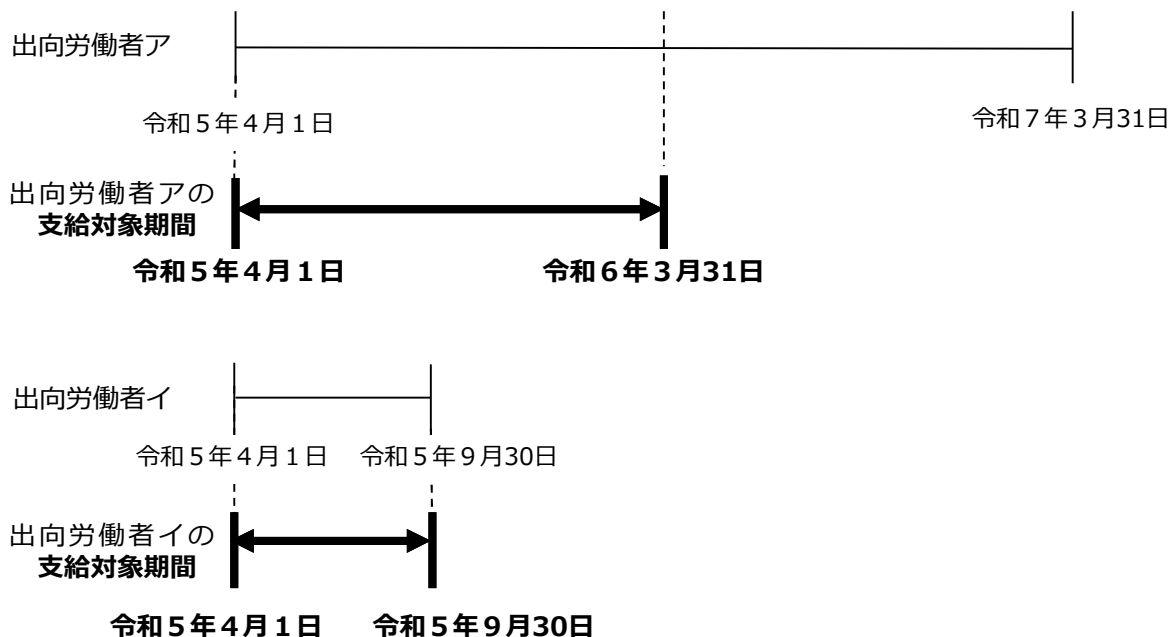 出向労働者ア
令和５年４月１日
令和７年３月31日
出向労働者アの
支給対象期間
令和５年４月１日
令和６年３月31日
出向労働者イ
令和５年４月１日
令和５年９月30日
出向労働者イの
支給対象期間
令和５年４月１日
令和５年９月30日